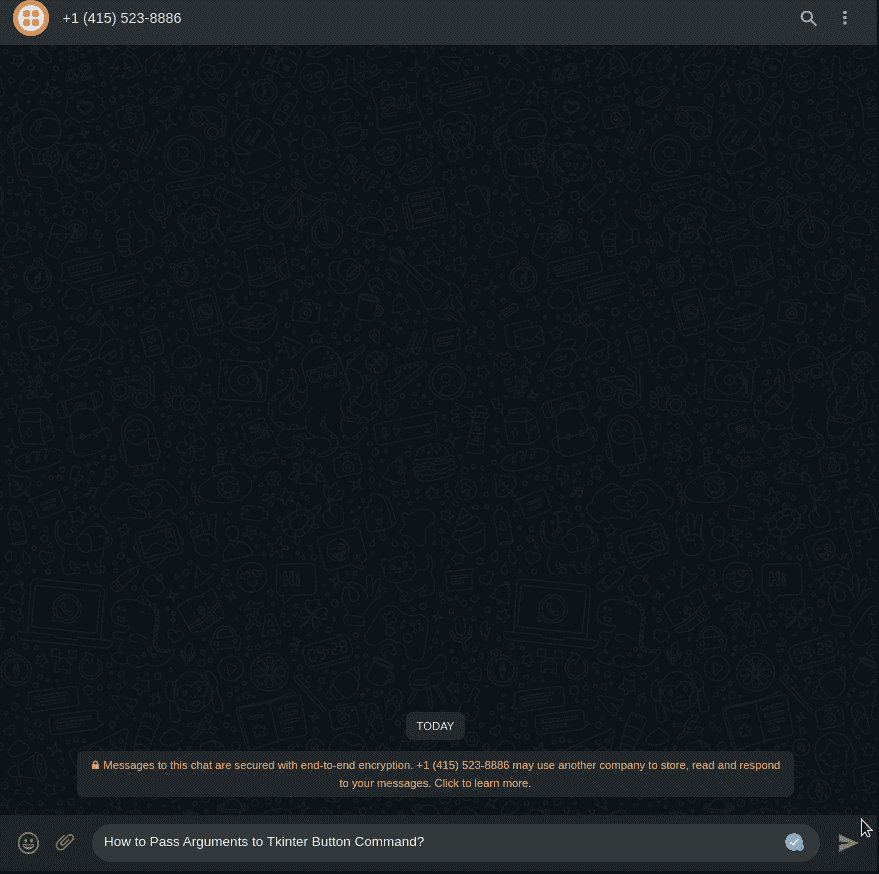 +1 (415) 523-8886
TODAY
Messages to this chat are secured with end-to-end encryption. +1 (415) 523-8886 may use another company to store, read and respond
to your messages. Click to learn more.
How to Pass Arguments to Tkinter Button Command?